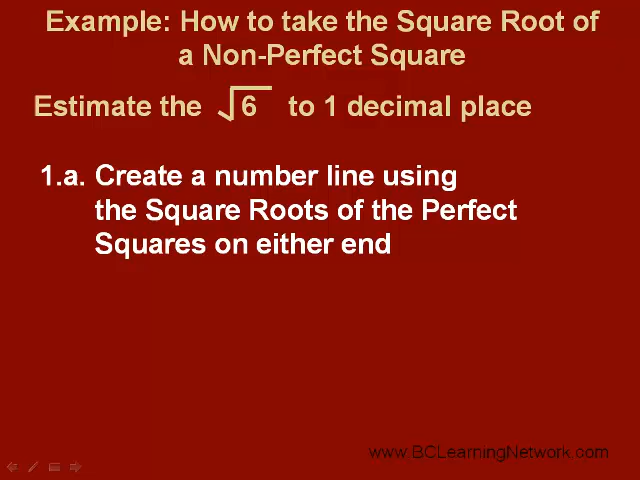 Example: How to take the Square Root of
a Non-Perfect Square
Estimate the √6 to 1 decimal place
1.a. Create a number line using
the Square Roots of the Perfect
Squares on either end
www.BCLearningNetwork.com